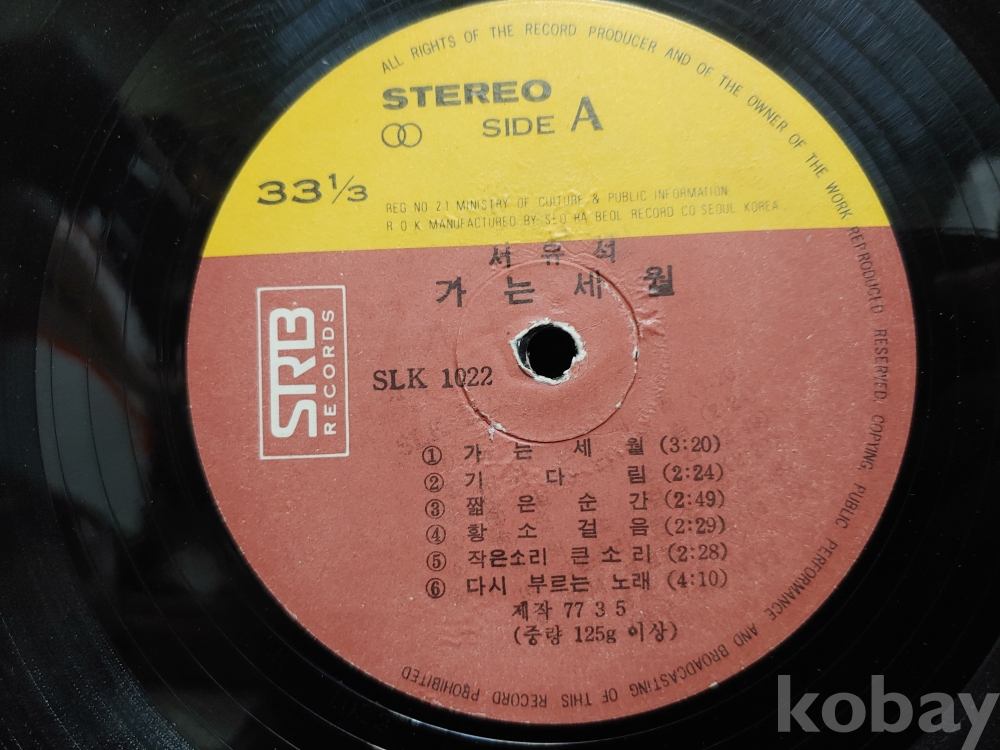 ALL RIGHTS OF THE RECORD PRODUCER AND OF THE OWNER OF THE WORK REPRODUCED RESERVED. COPYING, PUBLIC PERFORMANCE AND BROADCASTING OF THIS RECORD PROHIBITED
STEREO
SIDE A
33 1/3
REG NO 21 MINISTRY OF CULTURE & PUBLIC INFORMATION
R O K MANUFACTURED BY SEO RA BEOL RECORD CO SEOUL KOREA
서유석
가는세월
SRB
RECORDS
SLK 1022
① 가는세월 (3:20)
② 기다림 (2:24)
③ 짧은순간 (2:49)
④ 황소걸음 (2:29)
⑤ 작은소리 큰소리 (2:28)
⑥ 다시 부르는 노래 (4:10)
제작 77 3 5
(중량 125g 이상)
kobay